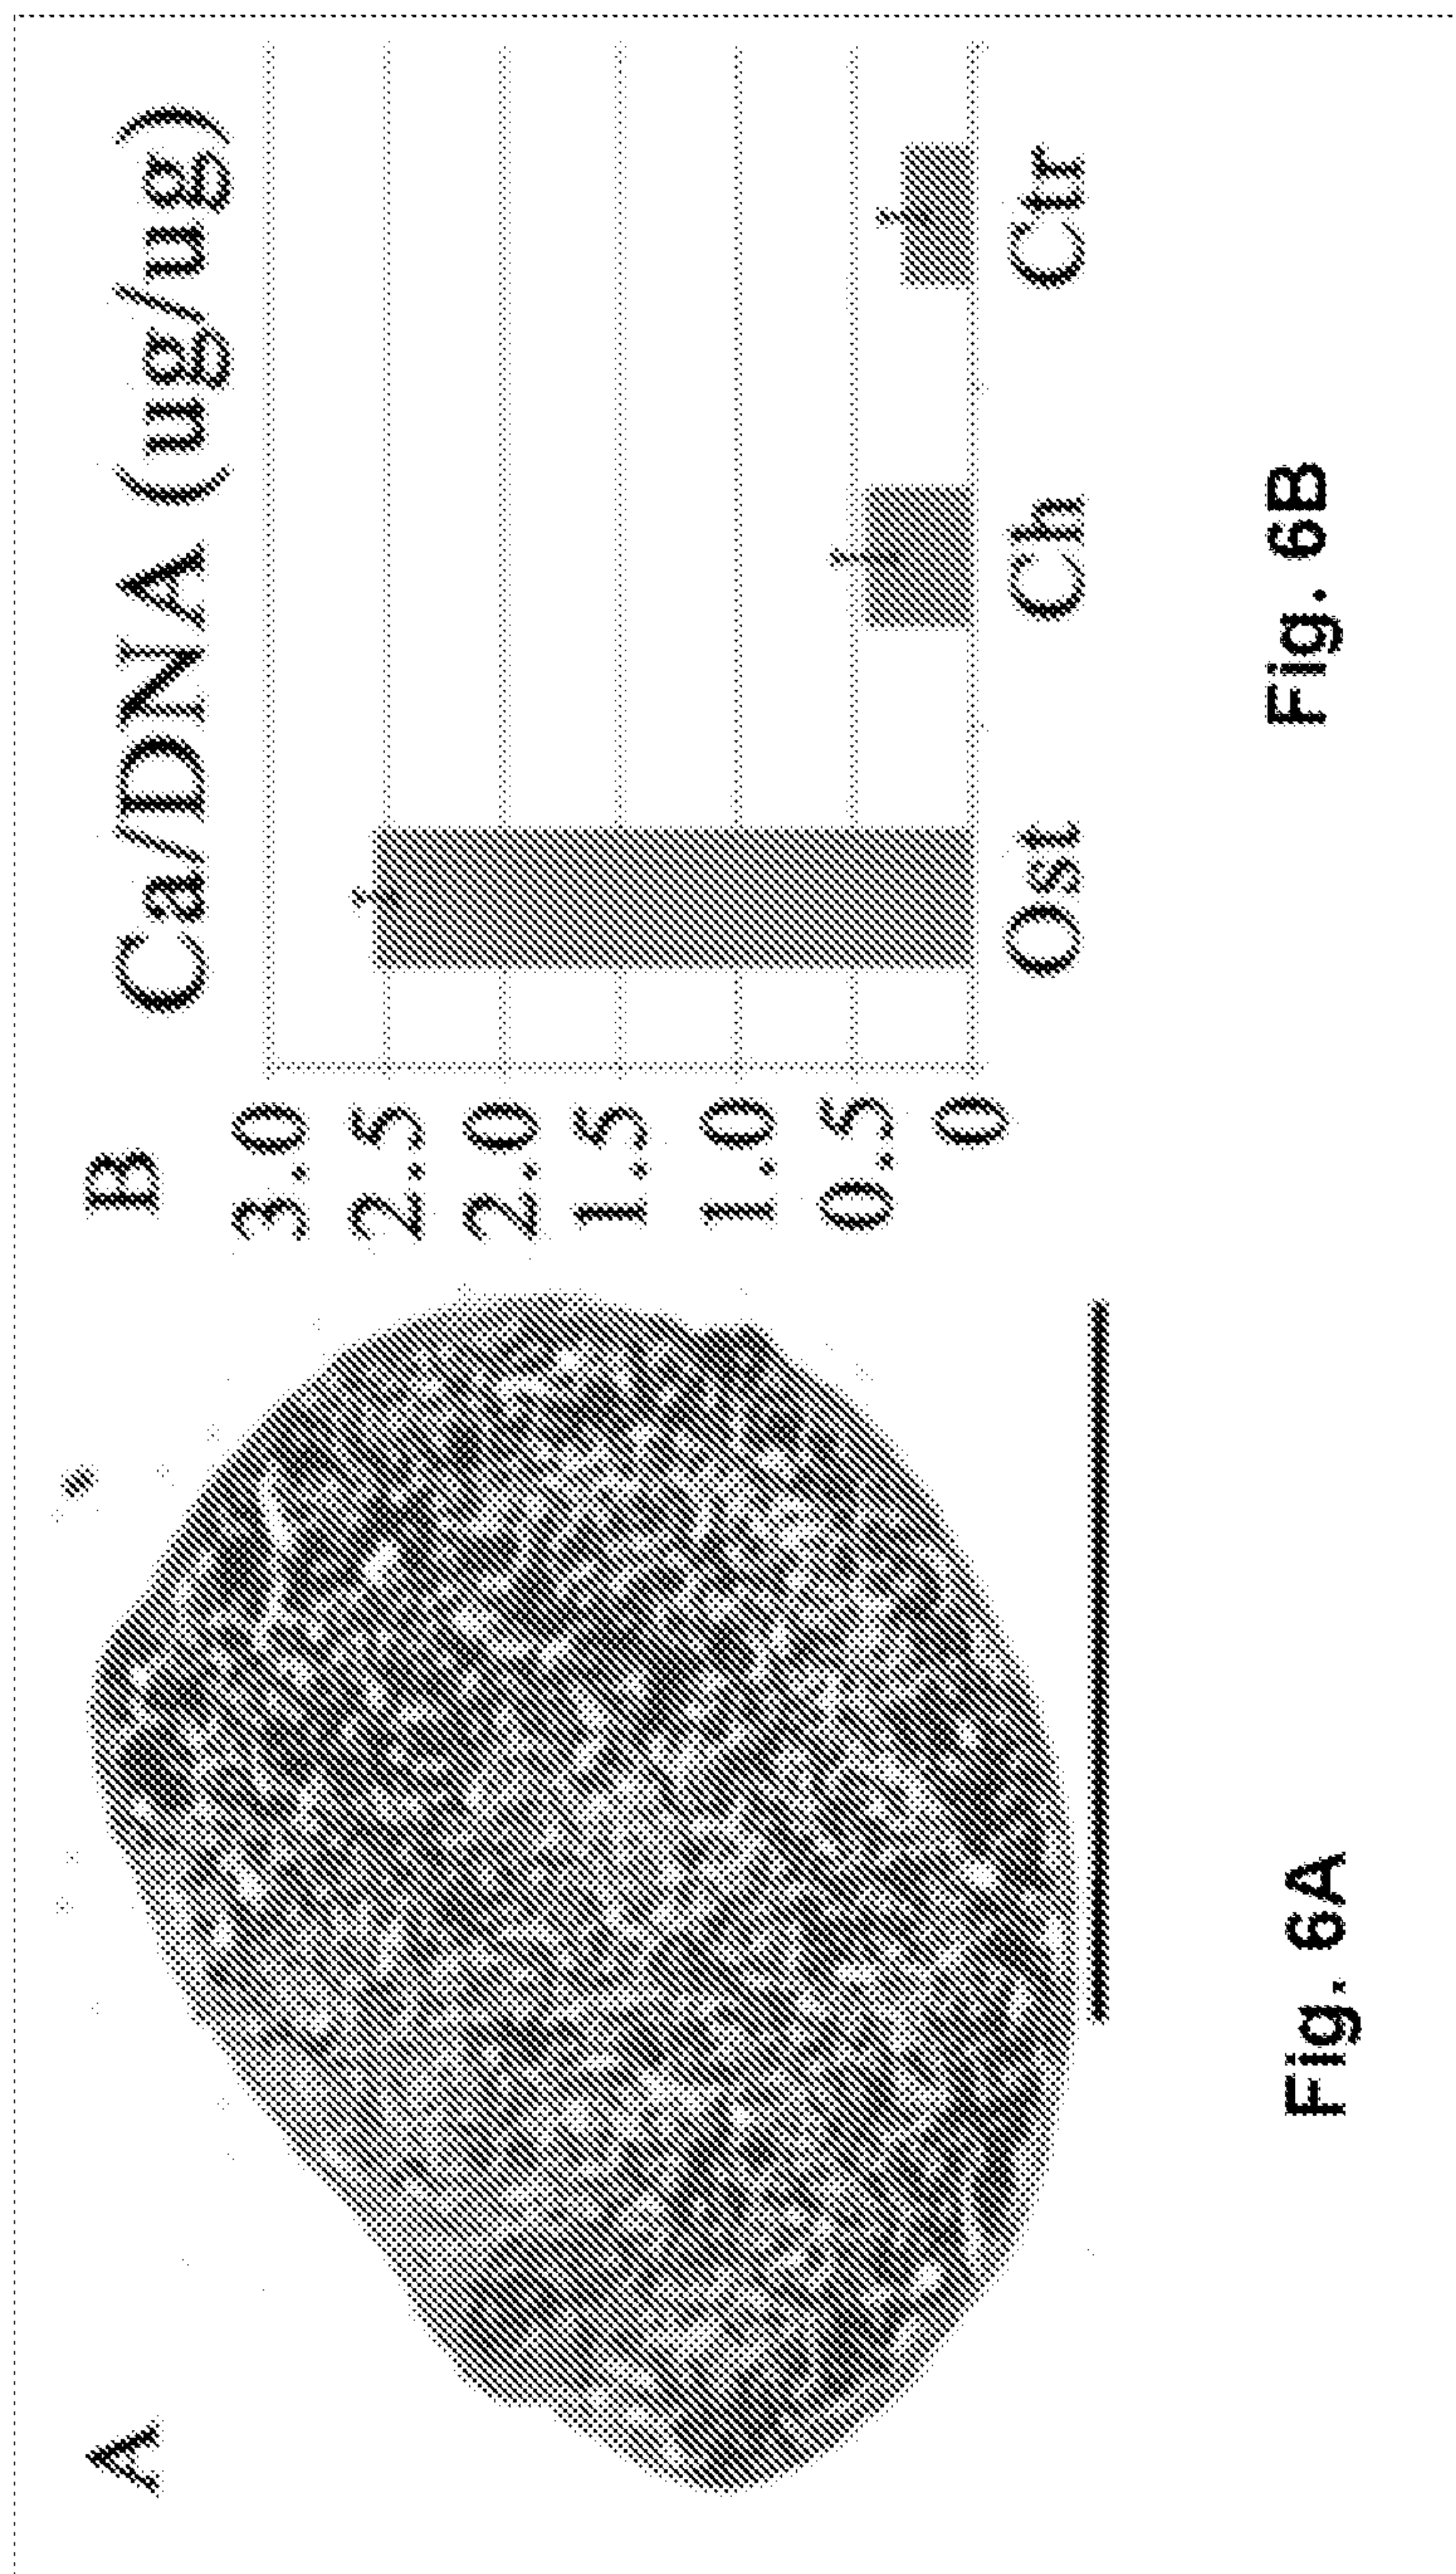 A
B
Ca/DNA (ug/ug)
3.0
2.5
2.0
1.5
1.0
0.5
0
Ost Ch Ctr
Fig. 6A
Fig. 6B